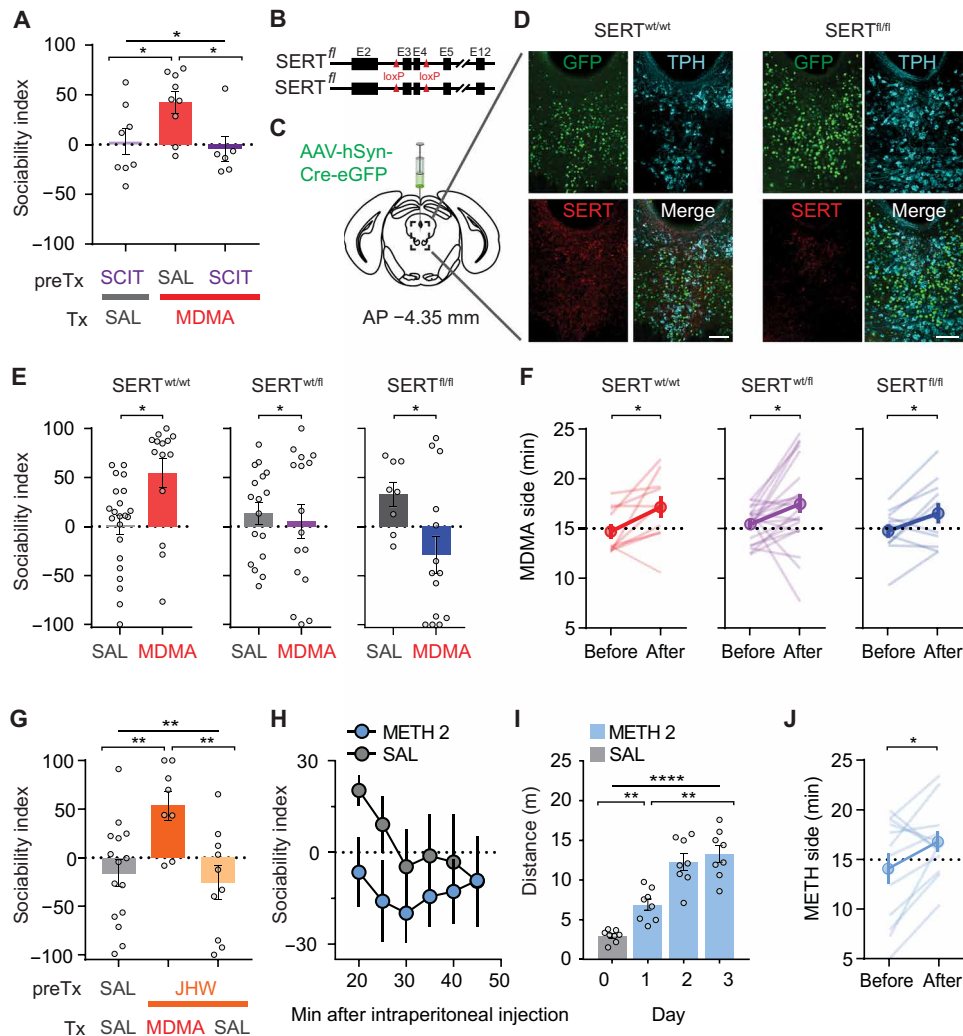 A
*
*
*
Sociability index
100
50
0
−50
−100
preTx
SCIT
SAL
SCIT
Tx
SAL
MDMA
B
E2
E3
E4
E5
E12
SERT fl
loxP
loxP
SERT fl
C
AAV-hSyn-
Cre-eGFP
AP −4.35 mm
D
SERT wt/wt
SERT fl/fl
GFP
TPH
GFP
TPH
SERT
Merge
SERT
Merge
E
SERT wt/wt
SERT wt/fl
SERT fl/fl
*
*
*
Sociability index
100
50
0
−50
−100
SAL MDMA
SAL MDMA
SAL MDMA
F
SERT wt/wt
SERT wt/fl
SERT fl/fl
*
*
*
MDMA side (min)
25
20
15
10
5
Before After
Before After
Before After
G
**
**
**
Sociability index
100
50
0
−50
−100
preTx
SAL
JHW
Tx
SAL MDMA SAL
H
METH 2
SAL
Sociability index
30
0
−30
20 30 40 50
Min after intraperitoneal injection
I
METH 2
SAL
****
**
**
Distance (m)
25
20
15
10
5
0
0 1 2 3
Day
J
*
METH side (min)
25
20
15
10
5
Before After